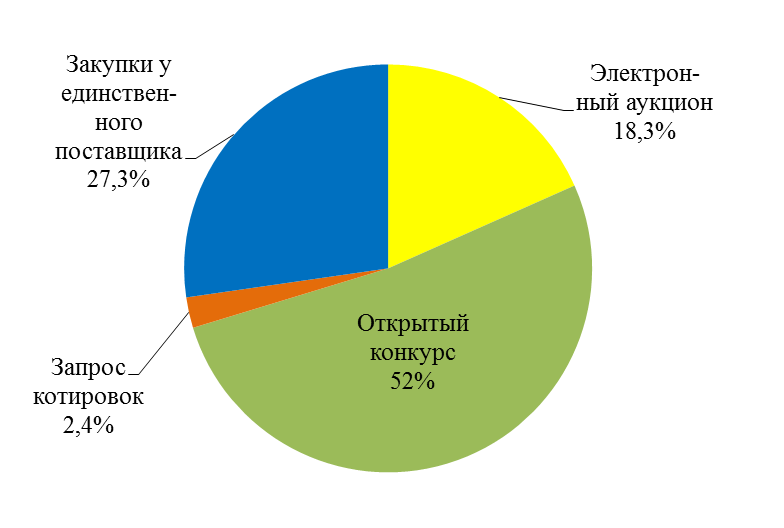 Закупки у
единствен-
ного
поставщика
27,3%
Электрон-
ный аукцион
18,3%
Открытый
конкурс
52%
Запрос
котировок
2,4%